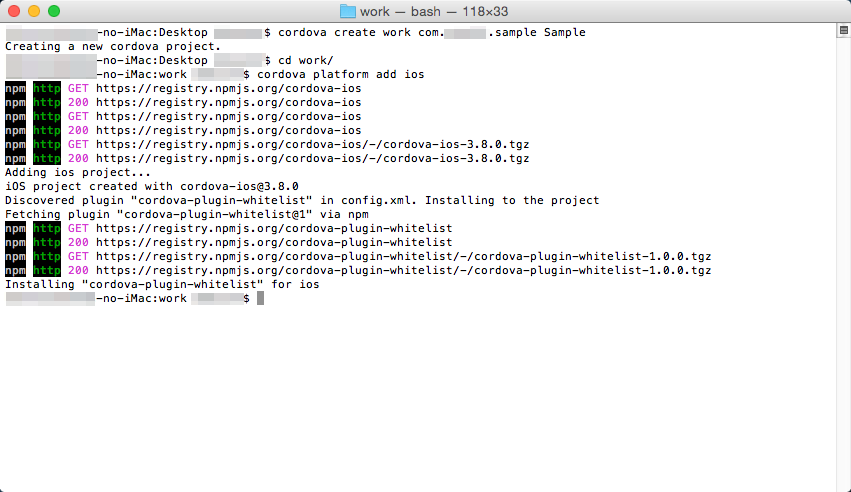 work — bash — 118×33
-no-iMac:Desktop $ cordova create work com. .sample Sample
Creating a new cordova project.
-no-iMac:Desktop $ cd work/
-no-iMac:work $ cordova platform add ios
npm http GET https://registry.npmjs.org/cordova-ios
npm http 200 https://registry.npmjs.org/cordova-ios
npm http GET https://registry.npmjs.org/cordova-ios
npm http 200 https://registry.npmjs.org/cordova-ios
npm http GET https://registry.npmjs.org/cordova-ios/-/cordova-ios-3.8.0.tgz
npm http 200 https://registry.npmjs.org/cordova-ios/-/cordova-ios-3.8.0.tgz
Adding ios project...
iOS project created with cordova-ios@3.8.0
Discovered plugin "cordova-plugin-whitelist" in config.xml. Installing to the project
Fetching plugin "cordova-plugin-whitelist@1" via npm
npm http GET https://registry.npmjs.org/cordova-plugin-whitelist
npm http 200 https://registry.npmjs.org/cordova-plugin-whitelist
npm http GET https://registry.npmjs.org/cordova-plugin-whitelist/-/cordova-plugin-whitelist-1.0.0.tgz
npm http 200 https://registry.npmjs.org/cordova-plugin-whitelist/-/cordova-plugin-whitelist-1.0.0.tgz
Installing "cordova-plugin-whitelist" for ios
-no-iMac:work $